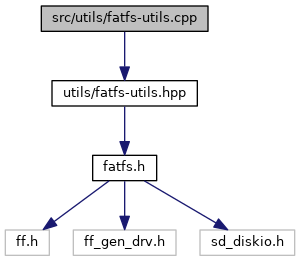 src/utils/fatfs-utils.cpp
utils/fatfs-utils.hpp
fatfs.h
ff.h
ff_gen_drv.h
sd_diskio.h